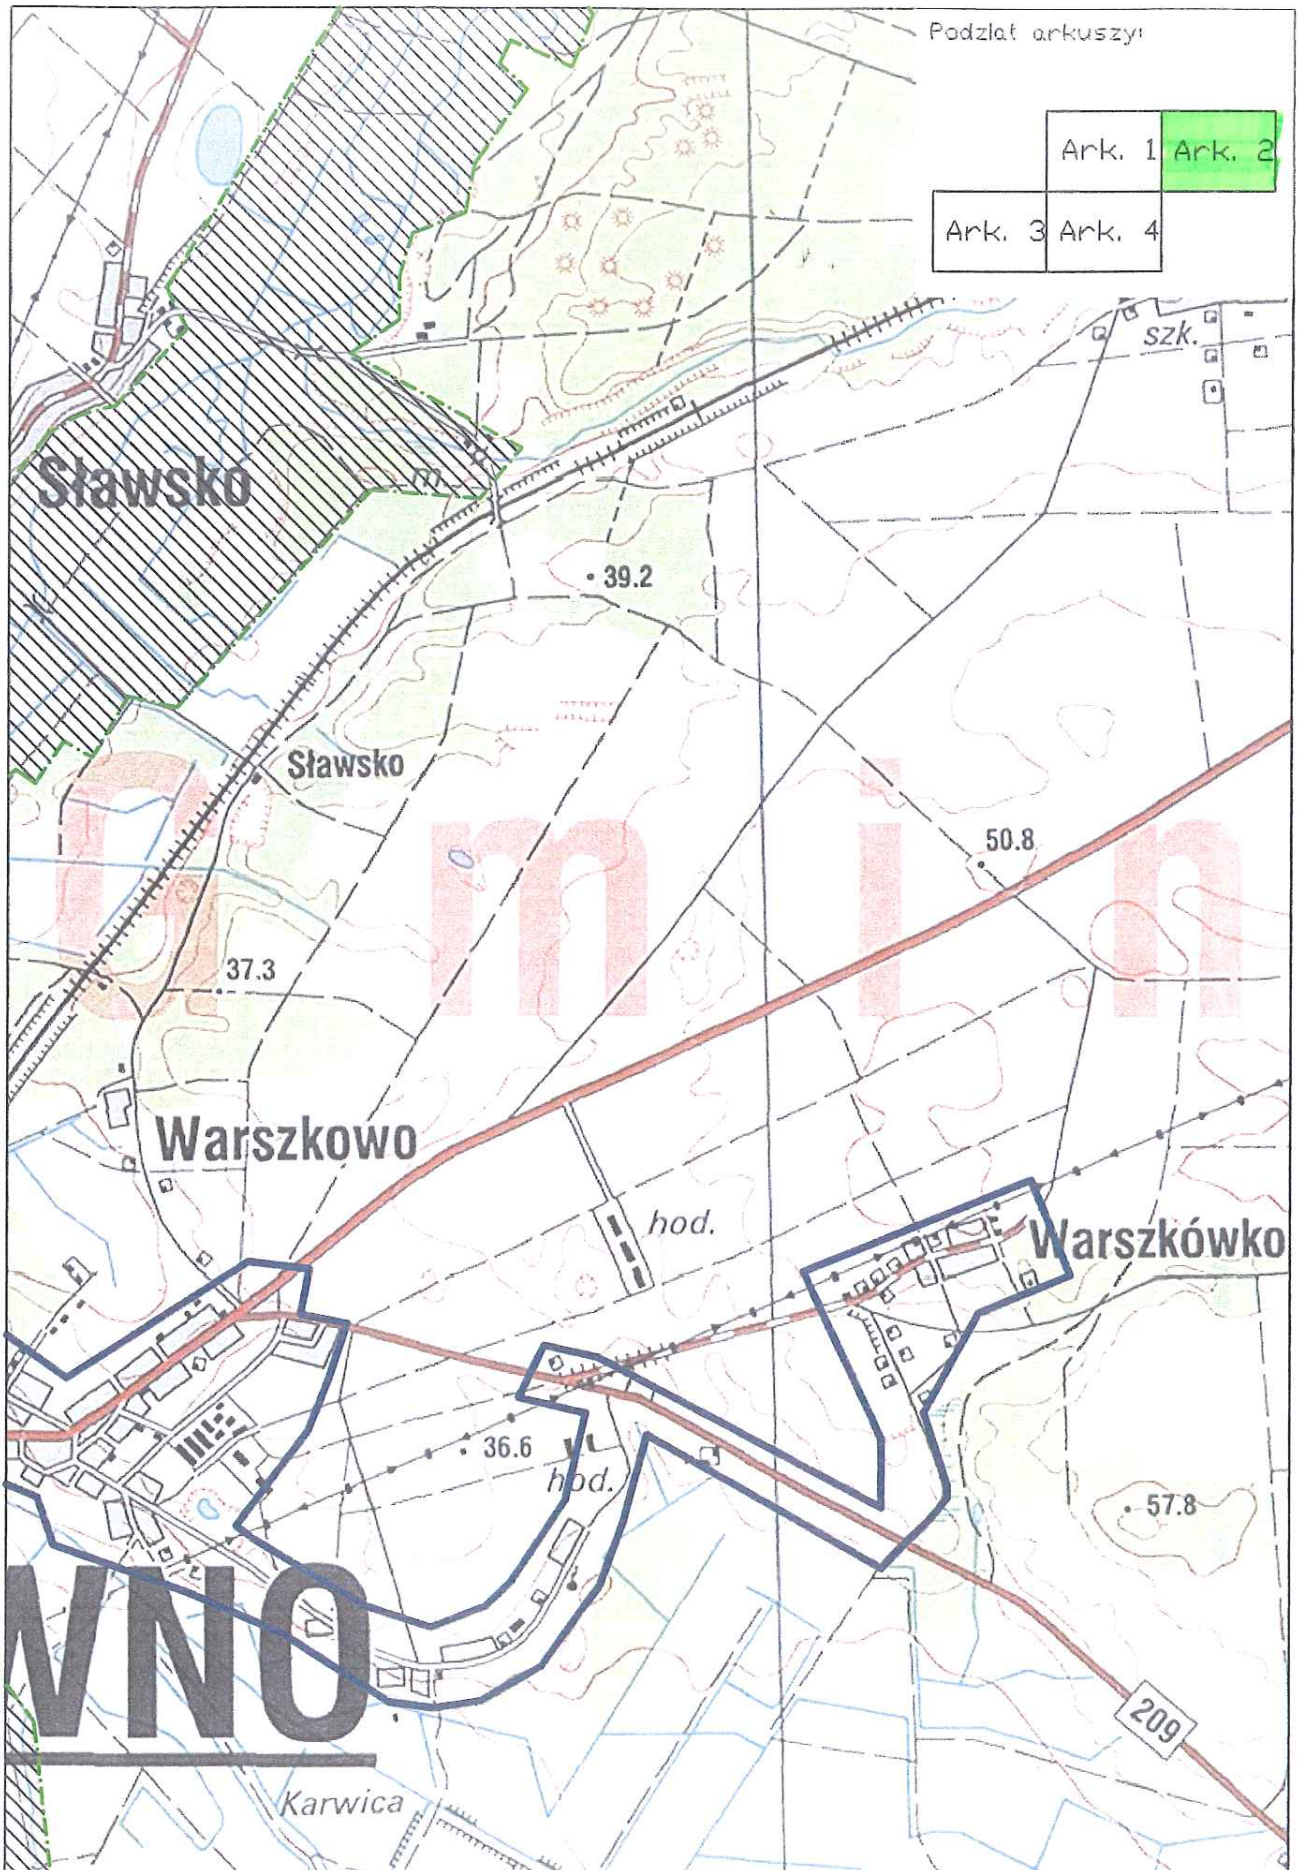 Podział arkuszy:
Ark. 1 Ark. 2
Ark. 3 Ark. 4
szk.
Sławsko
m
39.2
Sławsko
G m i n
50.8
37.3
Warszkowo
hod.
Warszkówko
36.6
hod.
57.8
WNO
209
Karwica